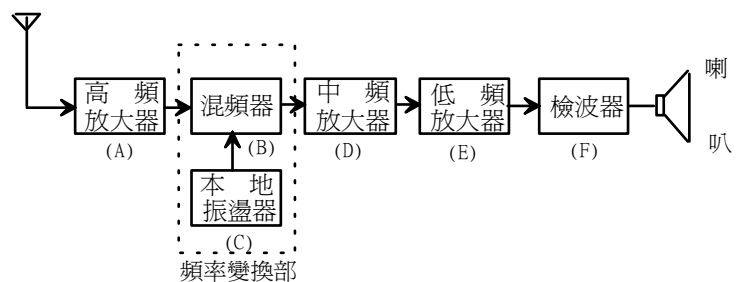 高頻
放大器
(A)
混頻器
(B)
本地
振盪器
(C)
頻率變換部
中頻
放大器
(D)
低頻
放大器
(E)
檢波器
(F)
喇
叭